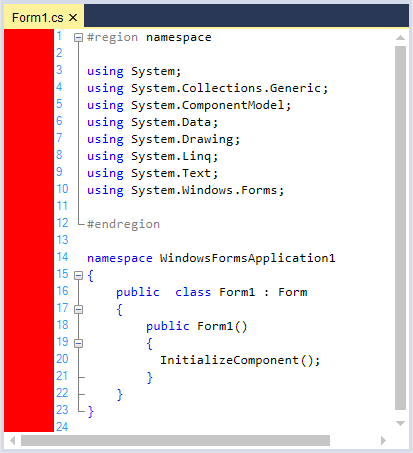 Form1.cs ×
1 #region namespace
2
3 using System;
4 using System.Collections.Generic;
5 using System.ComponentModel;
6 using System.Data;
7 using System.Drawing;
8 using System.Linq;
9 using System.Text;
10 using System.Windows.Forms;
11
12 #endregion
13
14 namespace WindowsFormsApplication1
15 {
16 public  class Form1 : Form
17 {
18 public Form1()
19 {
20 InitializeComponent();
21 }
22 }
23 }
24